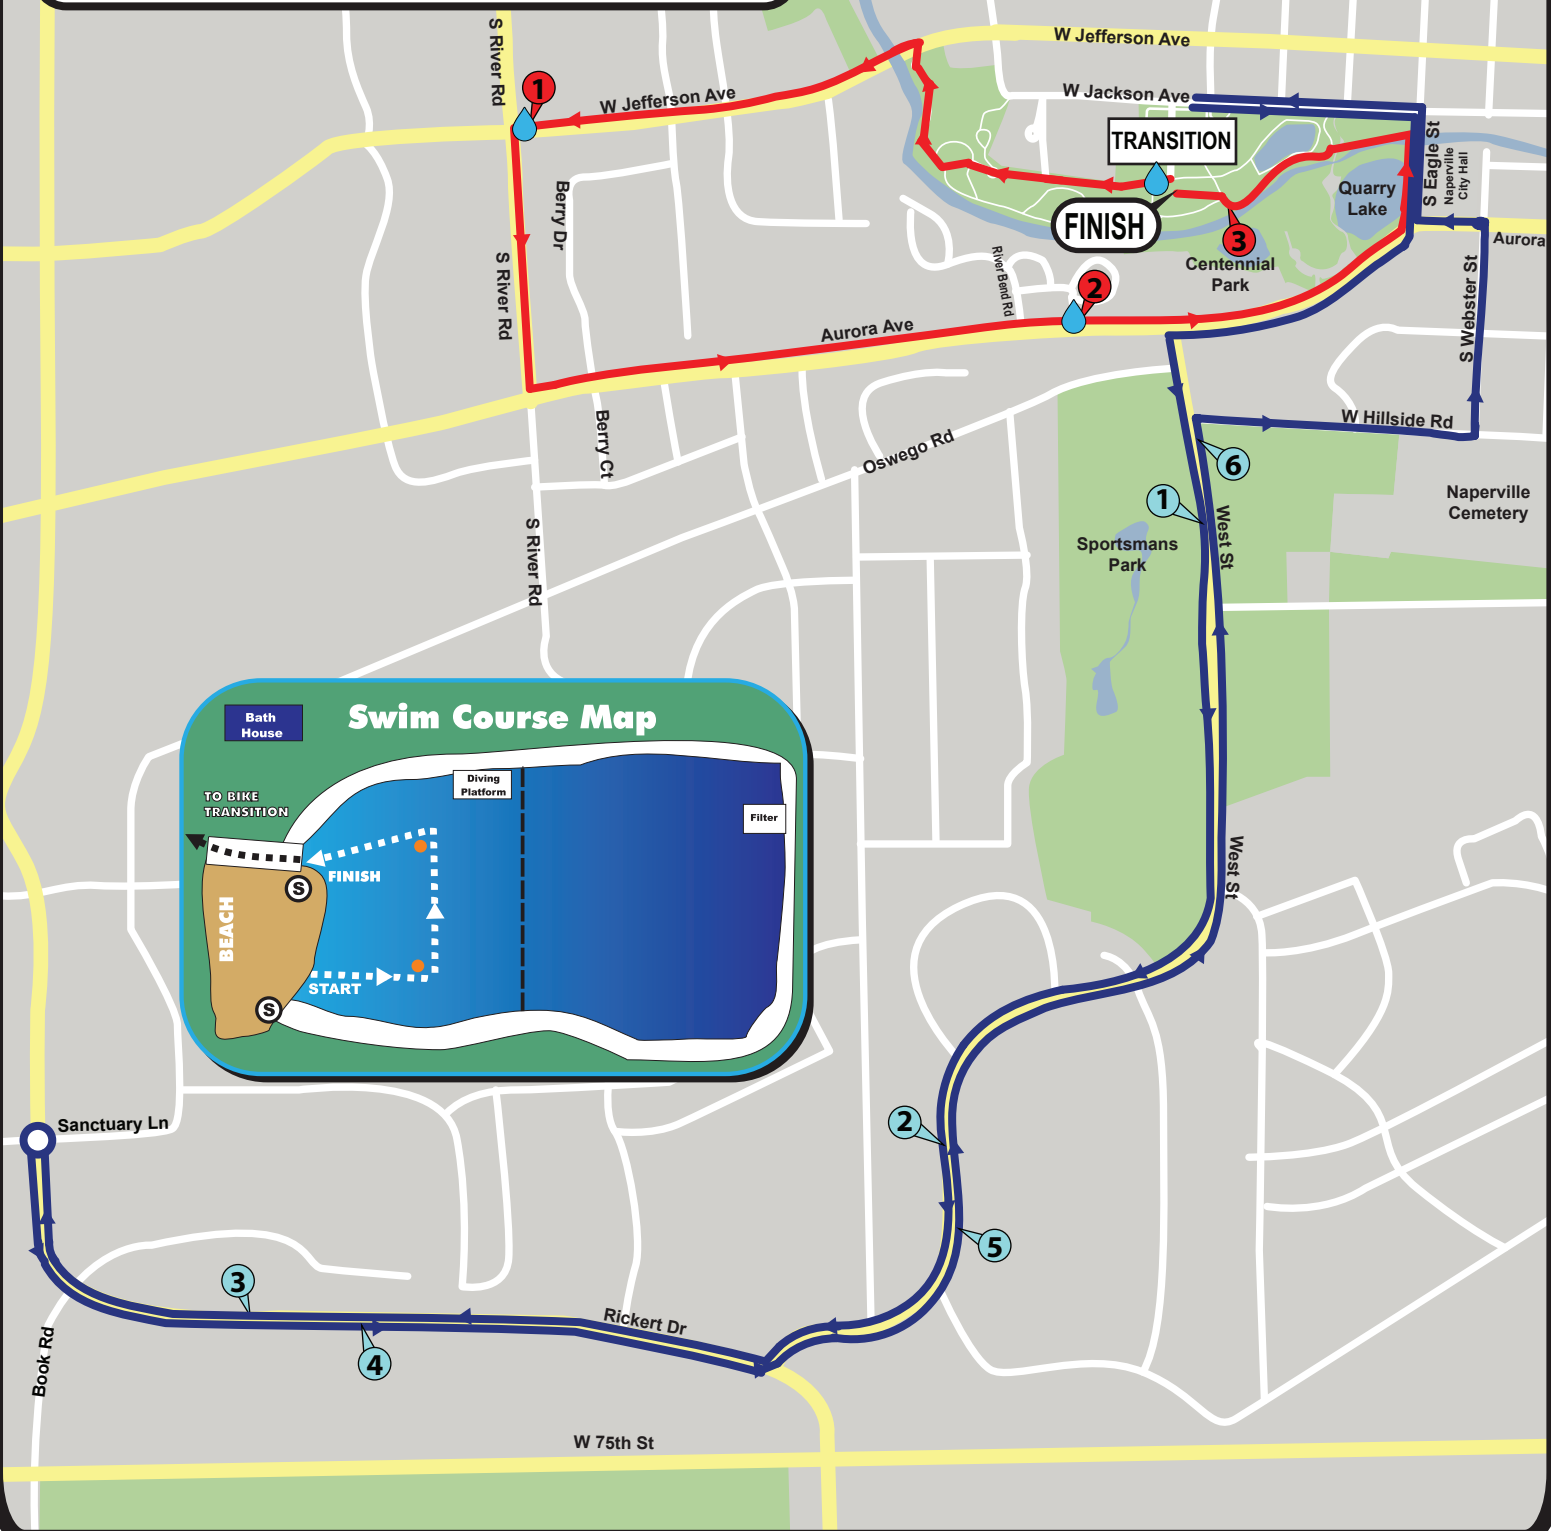 S River Rd
W Jefferson Ave
W Jackson Ave
1
W Jefferson Ave
TRANSITION
S Eagle St
Naperville
City Hall
Quarry
Lake
FINISH
3
Centennial
Park
Aurora
Berry Dr
S River Rd
River Bend Rd
2
Aurora Ave
S Webster St
W Hillside Rd
Berry Ct
Oswego Rd
6
1
Naperville
Cemetery
West St
Sportsmans
Park
S River Rd
Swim Course Map
Bath
House
Diving
Platform
TO BIKE
TRANSITION
Filter
FINISH
S
BEACH
START
S
West St
Sanctuary Ln
2
5
3
Rickert Dr
4
Book Rd
W 75th St